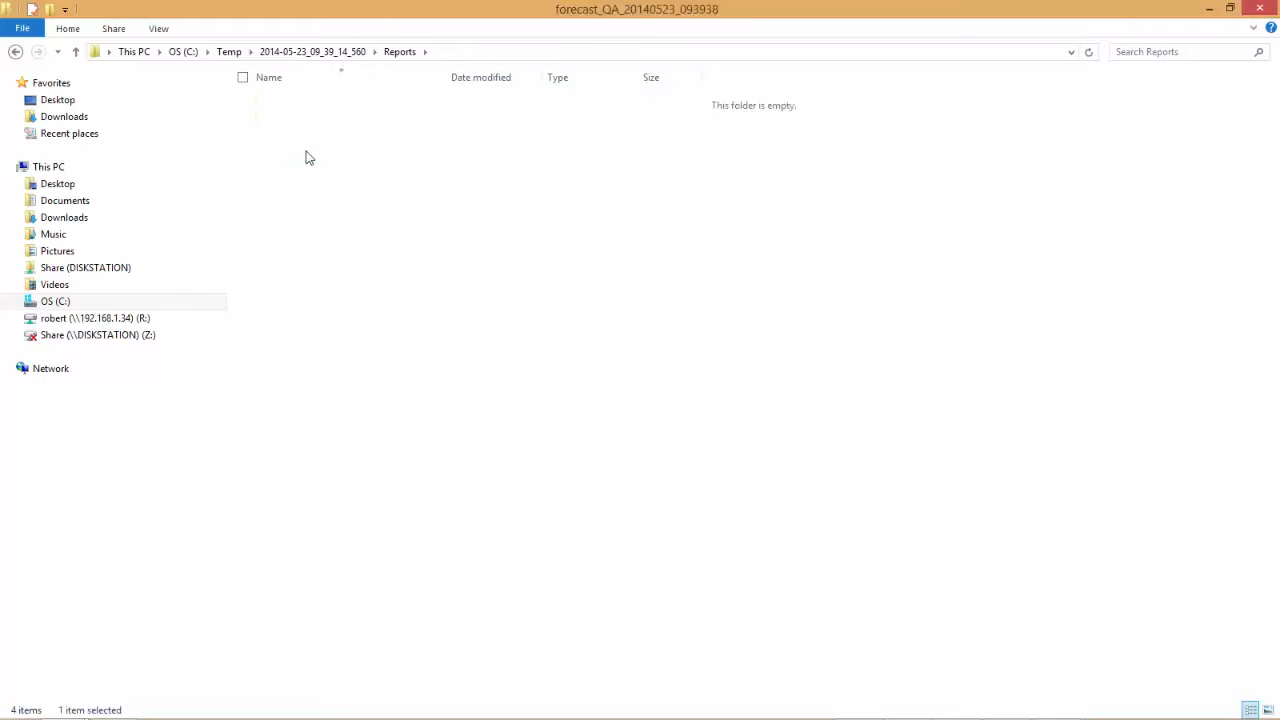 forecast_QA_20140523_093938
File Home Share View
This PC OS (C:) Temp 2014-05-23_09_39_14_560 Reports Search Reports
Name Date modified Type Size
This folder is empty.
Favorites
Desktop
Downloads
Recent places
This PC
Desktop
Documents
Downloads
Music
Pictures
Share (DISKSTATION)
Videos
OS (C:)
robert (\\192.168.1.34) (R:)
Share (\\DISKSTATION) (Z:)
Network
4 items 1 item selected